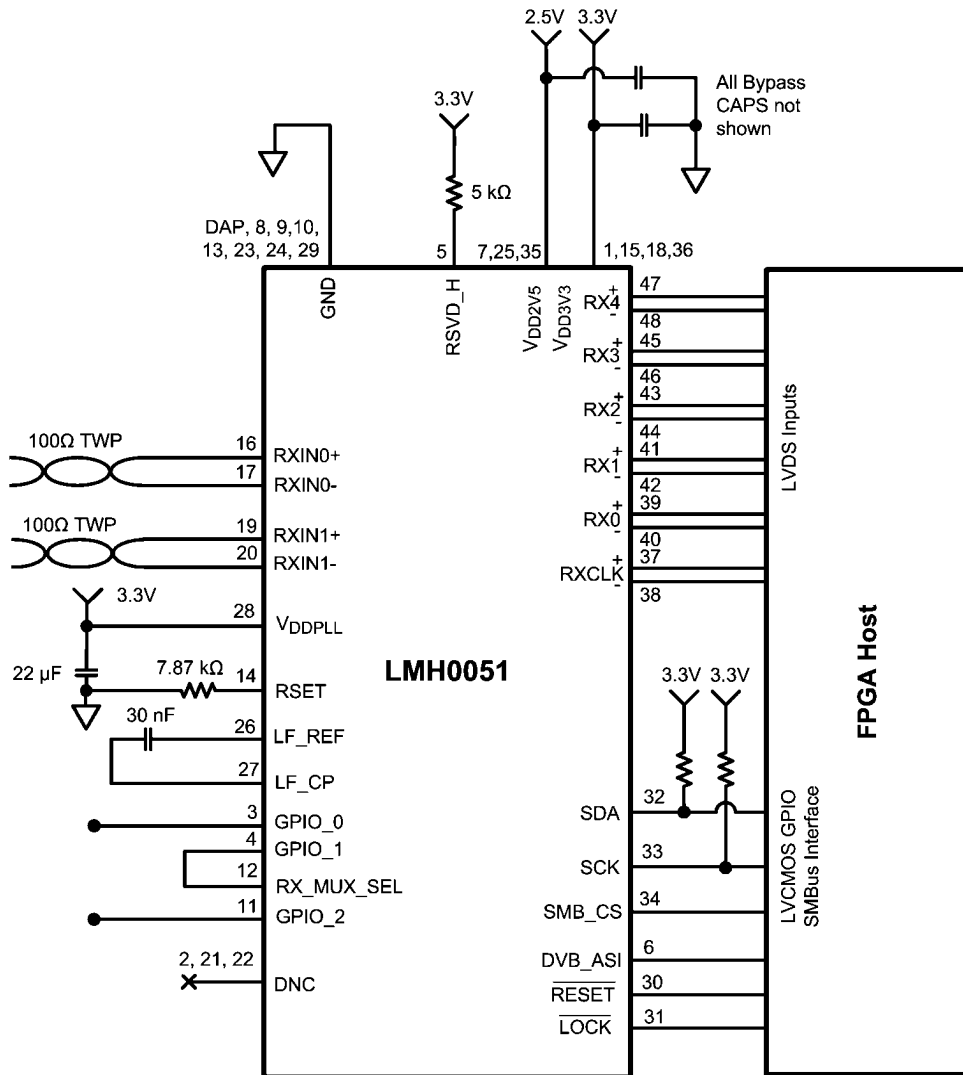 2.5V
3.3V
3.3V
All Bypass
CAPS not
shown
5 kΩ
DAP, 8, 9,10,
13, 23, 24, 29
5
7,25,35
1,15,18,36
GND
RSVD_H
VDD2V5
VDD3V3
RX4
+
-
47
48
RX3
+
-
45
46
RX2
+
-
43
44
RX1
+
-
41
42
RX0
+
-
39
40
RXCLK
+
-
37
38
LVDS Inputs
100Ω TWP
16
RXIN0+
17
RXIN0-
100Ω TWP
19
RXIN1+
20
RXIN1-
3.3V
28
VDDPLL
22 µF
7.87 kΩ
14
RSET
30 nF
26
LF_REF
27
LF_CP
3
GPIO_0
4
GPIO_1
12
RX_MUX_SEL
11
GPIO_2
2, 21, 22
DNC
LMH0051
FPGA Host
3.3V
3.3V
SDA
32
SCK
33
SMB_CS
34
DVB_ASI
6
RESET
30
LOCK
31
LVCMOS GPIO
SMBus Interface